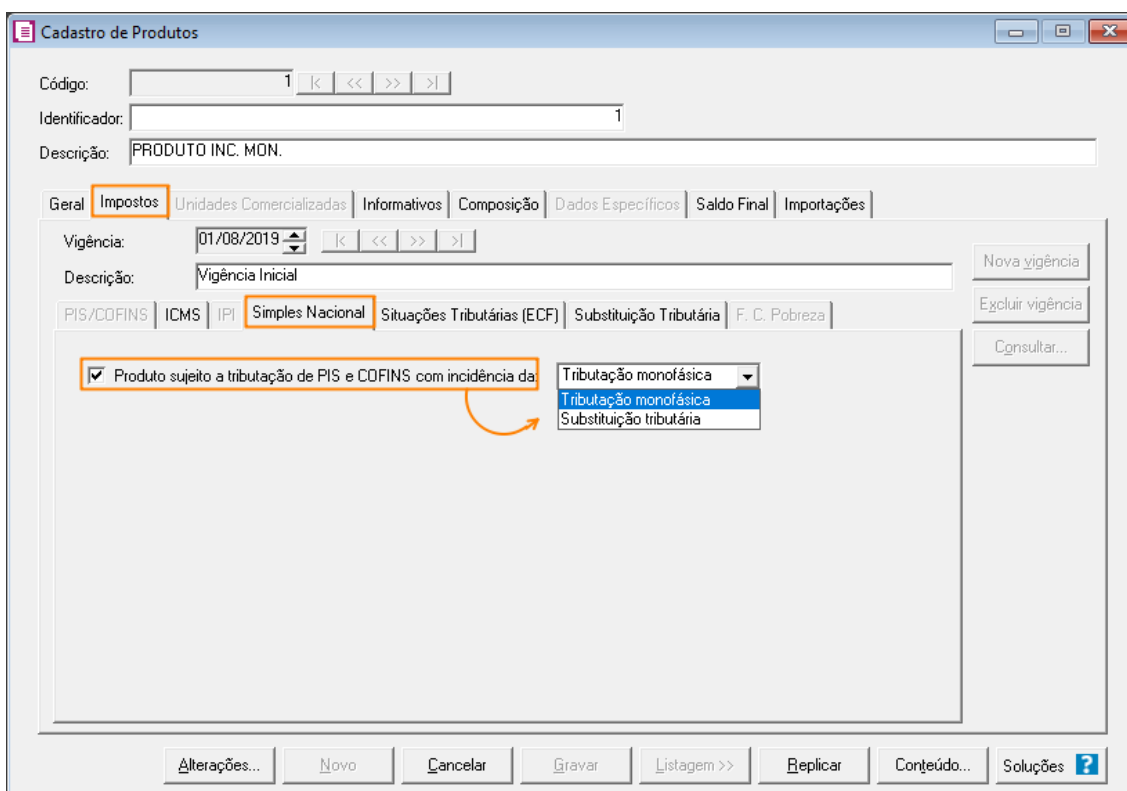 Cadastro de Produtos
Código: 1 |< << >> >|
Identificador: 1
Descrição: PRODUTO INC. MON.
Geral Impostos Unidades Comercializadas Informativos Composição Dados Específicos Saldo Final Importações
Vigência: 01/08/2019 |< << >> >|
Nova vigência
Descrição: Vigência Inicial
Excluir vigência
PIS/COFINS ICMS IPI Simples Nacional Situações Tributárias (ECF) Substituição Tributária F. C. Pobreza
Consultar...
Produto sujeito a tributação de PIS e COFINS com incidência da: Tributação monofásica
Tributação monofásica
Substituição tributária
Alterações... Novo Cancelar Gravar Listagem >> Replicar Conteúdo... Soluções ?